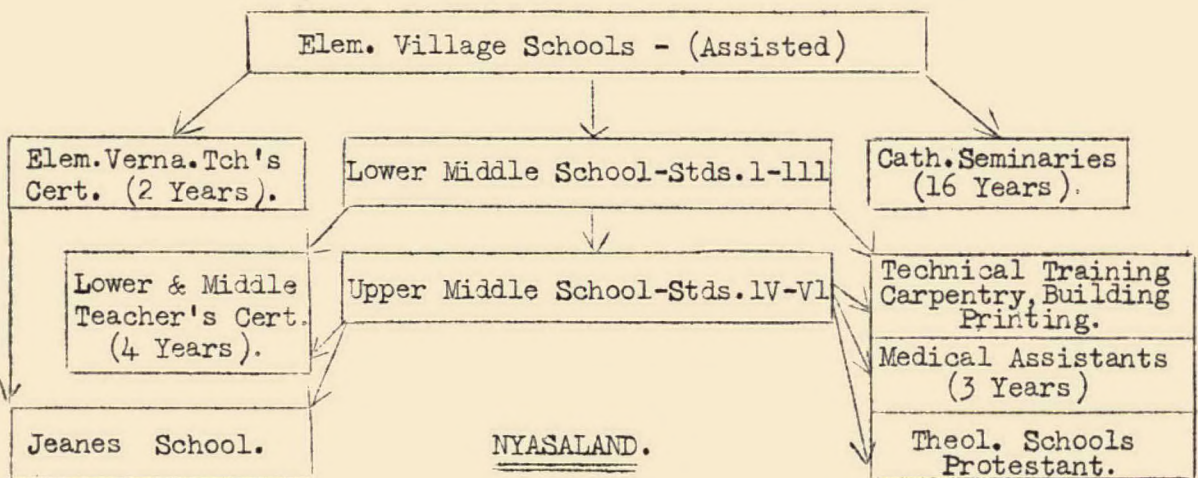 Elem. Village Schools - (Assisted)
Elem.Verna.Tch's
Cert. (2 Years).
Lower Middle School-Stds.1-111
Cath.Seminaries
(16 Years).
Lower & Middle
Teacher's Cert.
(4 Years).
Upper Middle School-Stds.1V-V1
Technical Training
Carpentry, Building
Printing.
Medical Assistants
(3 Years)
Jeanes School.
NYASALAND.
Theol. Schools
Protestant.